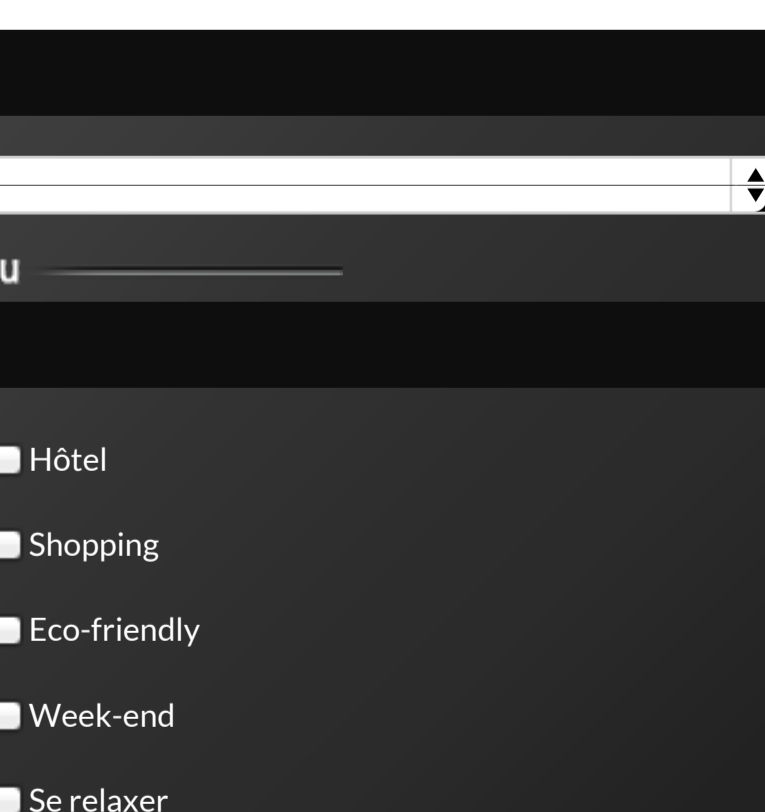 u
Hôtel
Shopping
Eco-friendly
Week-end
Se relaxer